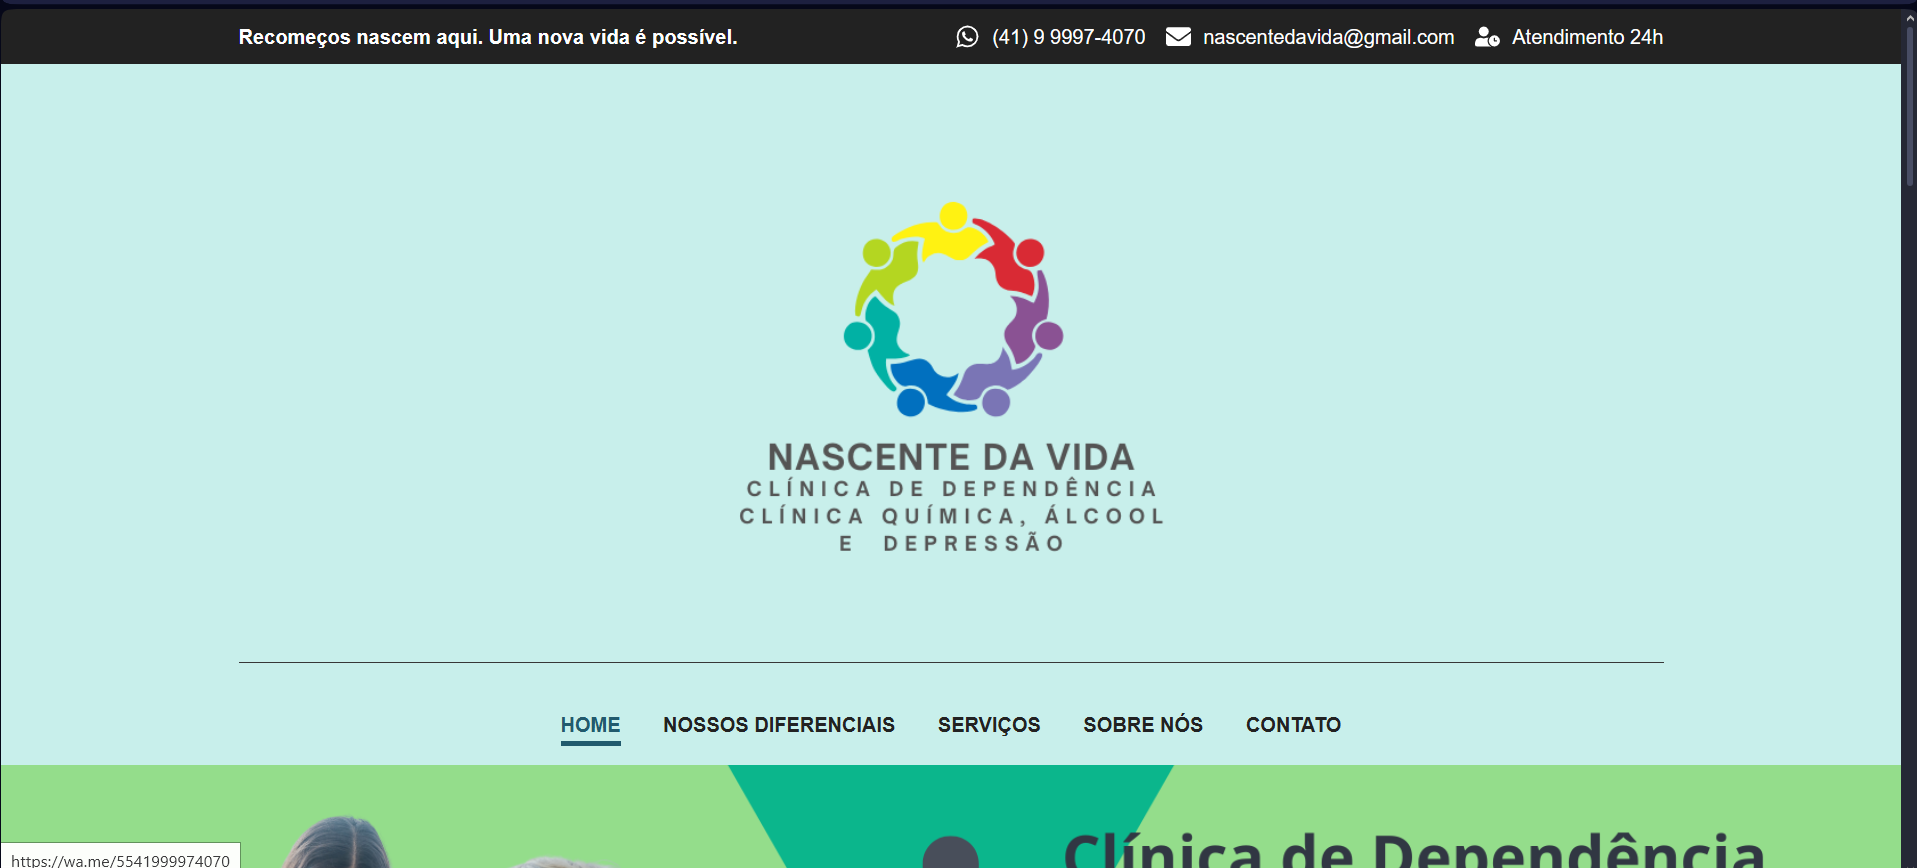 Recomeços nascem aqui. Uma nova vida é possível.
(41) 9 9997-4070
nascentedavida@gmail.com
Atendimento 24h
NASCENTE DA VIDA
CLÍNICA DE DEPENDÊNCIA
CLÍNICA QUÍMICA, ÁLCOOL
E DEPRESSÃO
HOME
NOSSOS DIFERENCIAIS
SERVIÇOS
SOBRE NÓS
CONTATO
Clínica de Dependência
https://wa.me/5541999974070